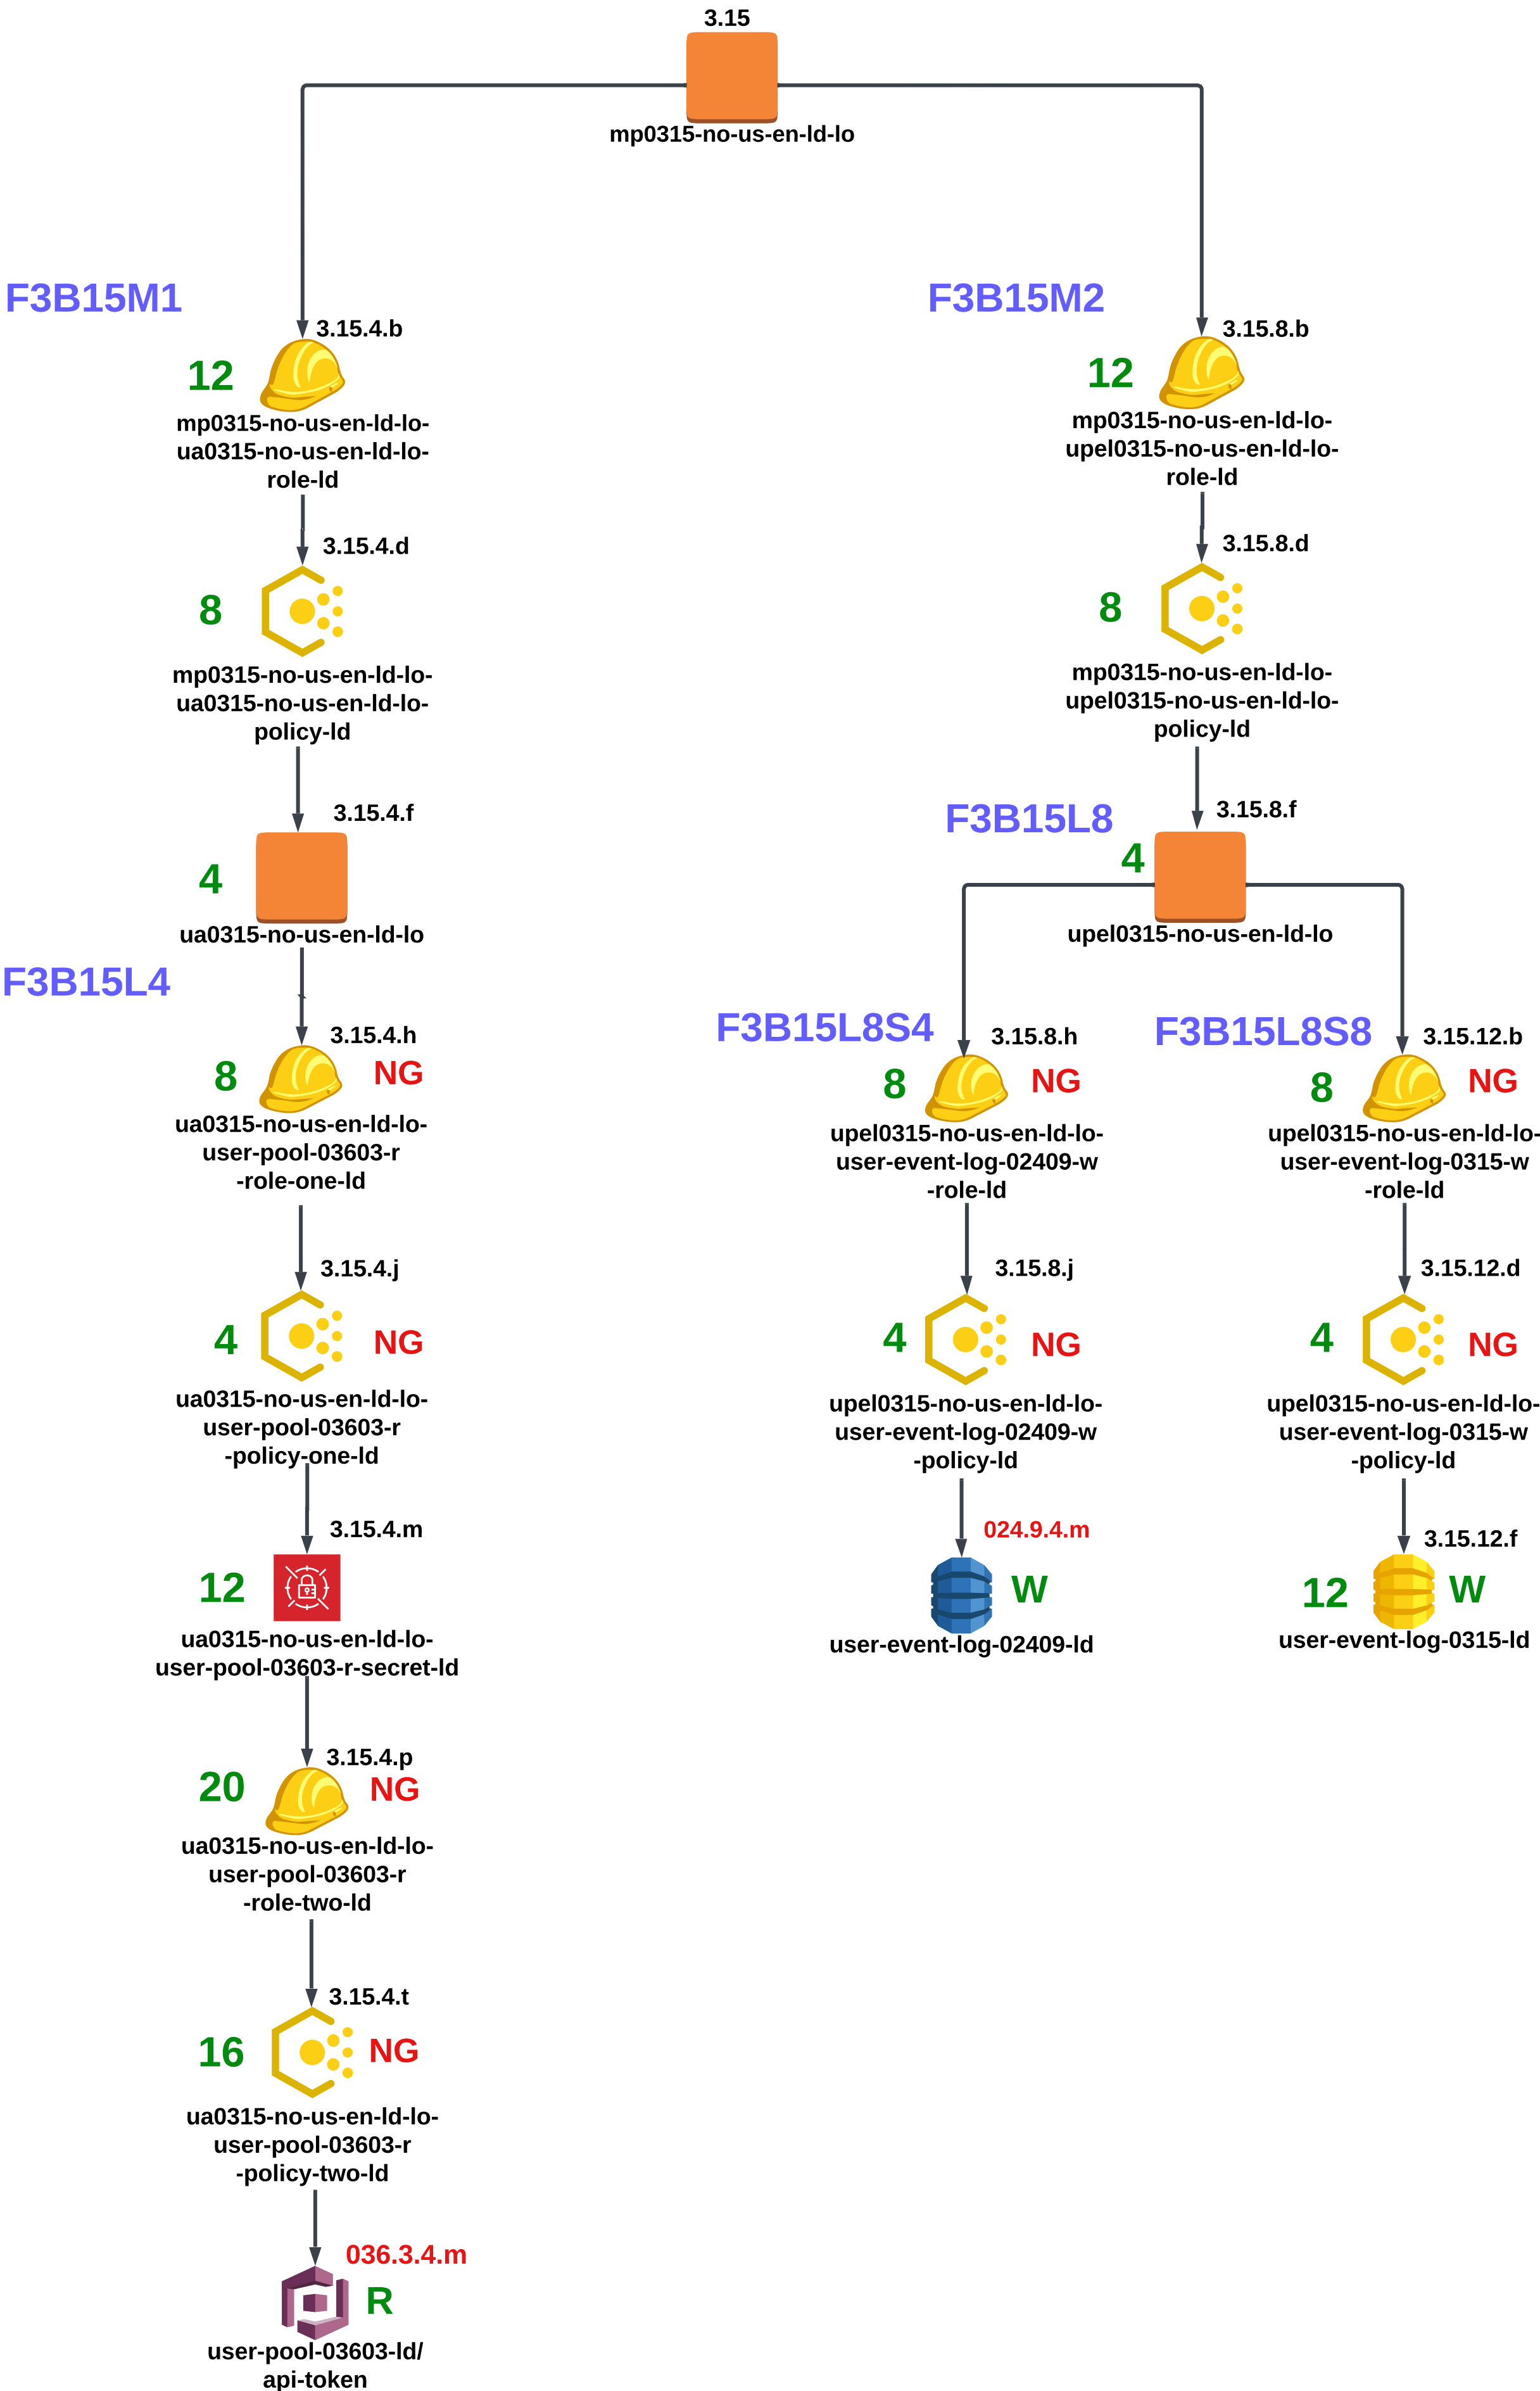 3.15
mp0315-no-us-en-ld-lo
F3B15M1
3.15.4.b
12
mp0315-no-us-en-ld-lo-
ua0315-no-us-en-ld-lo-
role-ld
3.15.4.d
8
mp0315-no-us-en-ld-lo-
ua0315-no-us-en-ld-lo-
policy-ld
3.15.4.f
4
ua0315-no-us-en-ld-lo
F3B15L4
3.15.4.h
8
NG
ua0315-no-us-en-ld-lo-
user-pool-03603-r
-role-one-ld
3.15.4.j
4
NG
ua0315-no-us-en-ld-lo-
user-pool-03603-r
-policy-one-ld
3.15.4.m
12
ua0315-no-us-en-ld-lo-
user-pool-03603-r-secret-ld
3.15.4.p
20
NG
ua0315-no-us-en-ld-lo-
user-pool-03603-r
-role-two-ld
3.15.4.t
16
NG
ua0315-no-us-en-ld-lo-
user-pool-03603-r
-policy-two-ld
036.3.4.m
R
user-pool-03603-ld/
api-token
F3B15M2
3.15.8.b
12
mp0315-no-us-en-ld-lo-
upel0315-no-us-en-ld-lo-
role-ld
3.15.8.d
8
mp0315-no-us-en-ld-lo-
upel0315-no-us-en-ld-lo-
policy-ld
F3B15L8
3.15.8.f
4
upel0315-no-us-en-ld-lo
F3B15L8S4
3.15.8.h
8
NG
upel0315-no-us-en-ld-lo-
user-event-log-02409-w
-role-ld
3.15.8.j
4
NG
upel0315-no-us-en-ld-lo-
user-event-log-02409-w
-policy-ld
024.9.4.m
W
user-event-log-02409-ld
F3B15L8S8
3.15.12.b
8
NG
upel0315-no-us-en-ld-lo-
user-event-log-0315-w
-role-ld
3.15.12.d
4
NG
upel0315-no-us-en-ld-lo-
user-event-log-0315-w
-policy-ld
3.15.12.f
12
W
user-event-log-0315-ld